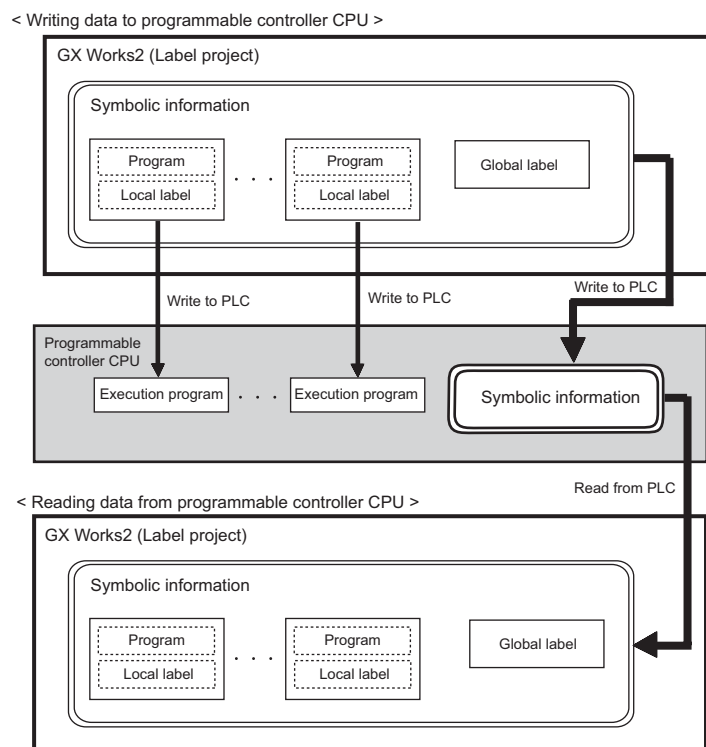 < Writing data to programmable controller CPU >
GX Works2 (Label project)
Symbolic information
Program
Local label
. . .
Program
Local label
Global label
Write to PLC
Write to PLC
Write to PLC
Programmable
controller CPU
Execution program
. . .
Execution program
Symbolic information
Read from PLC
< Reading data from programmable controller CPU >
GX Works2 (Label project)
Symbolic information
Program
Local label
. . .
Program
Local label
Global label